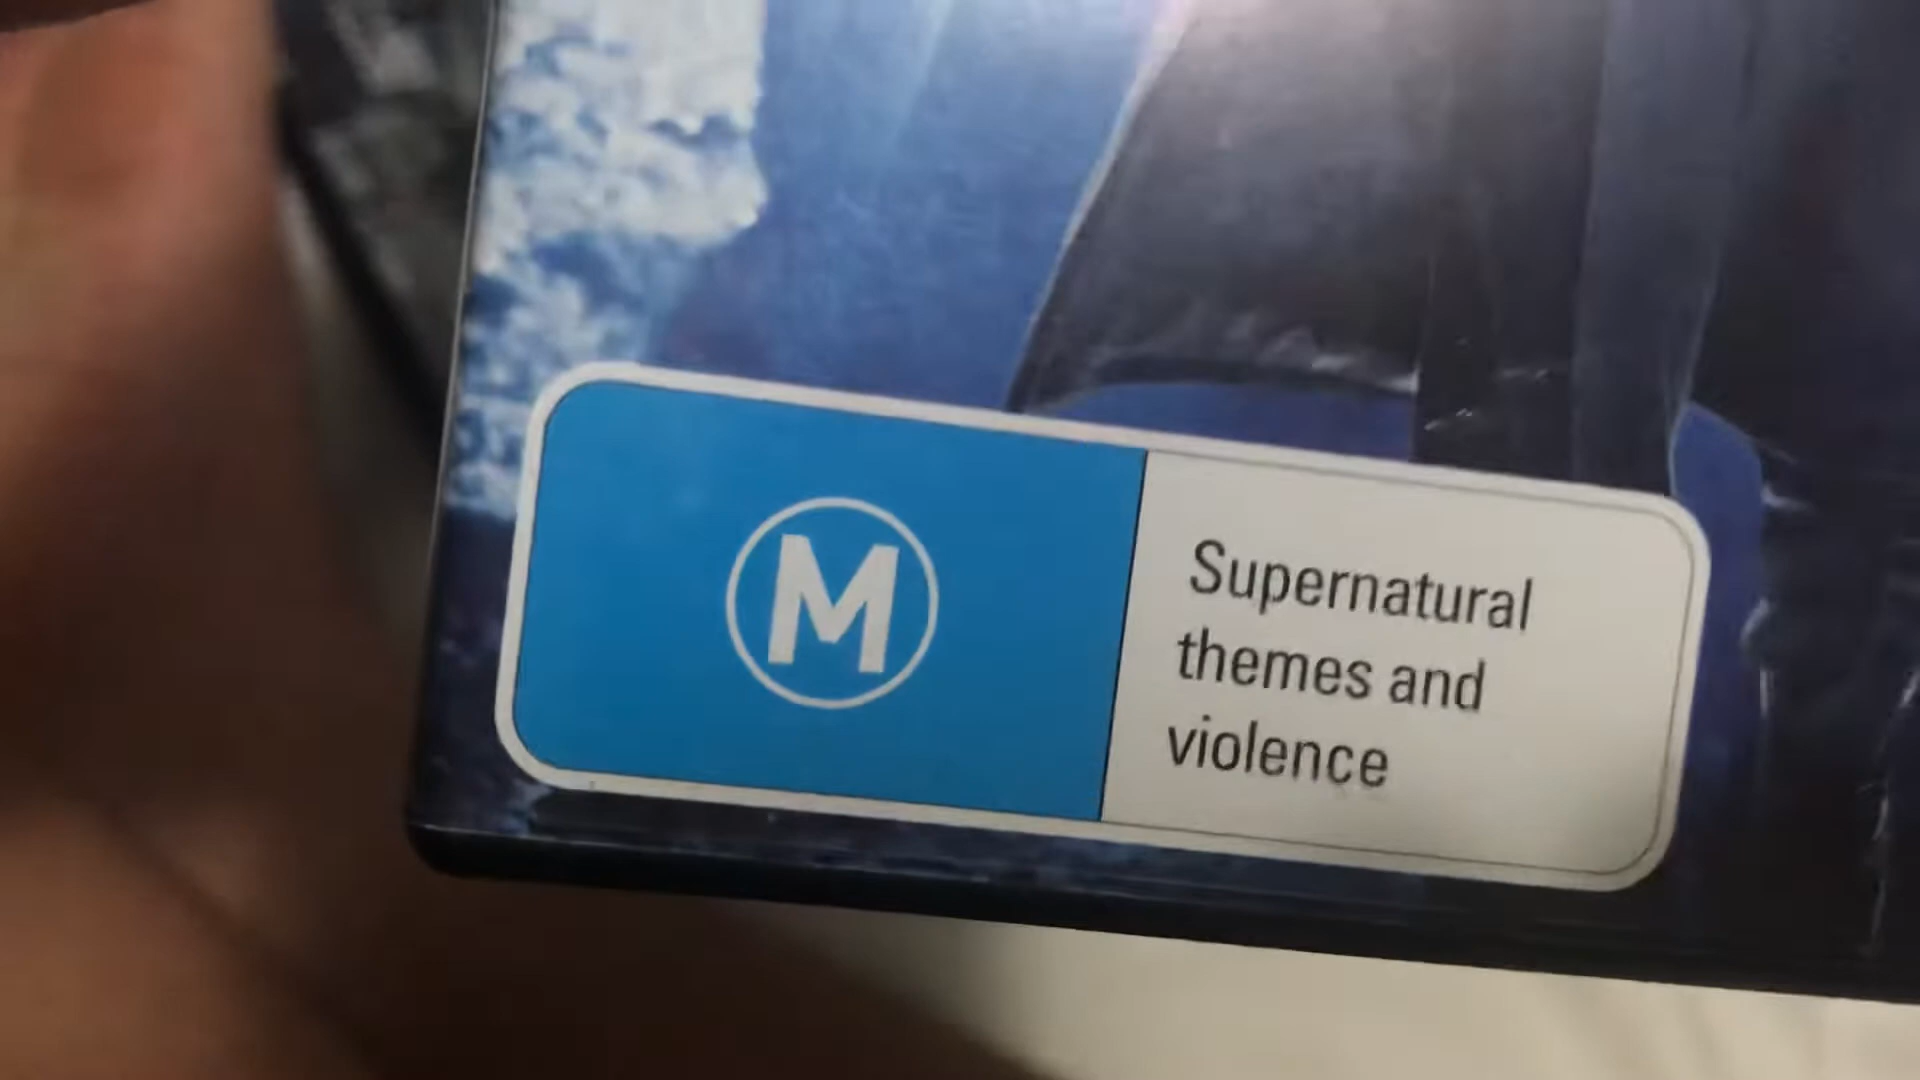 M
Supernatural
themes and
violence